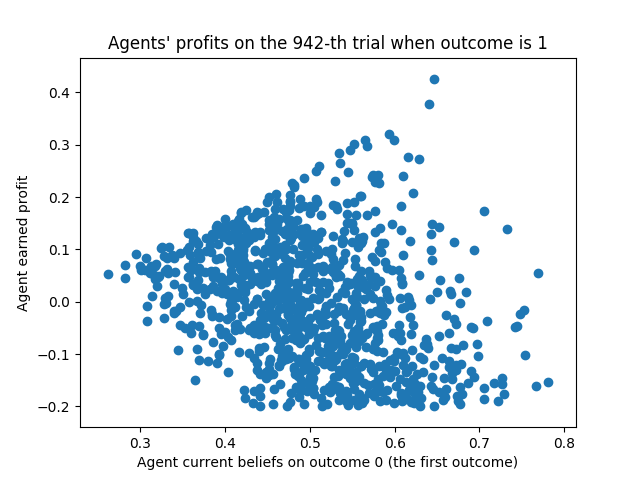 Agents' profits on the 942-th trial when outcome is 1
Agent earned profit
0.4
0.3
0.2
0.1
0.0
−0.1
−0.2
0.3 0.4 0.5 0.6 0.7 0.8
Agent current beliefs on outcome 0 (the first outcome)